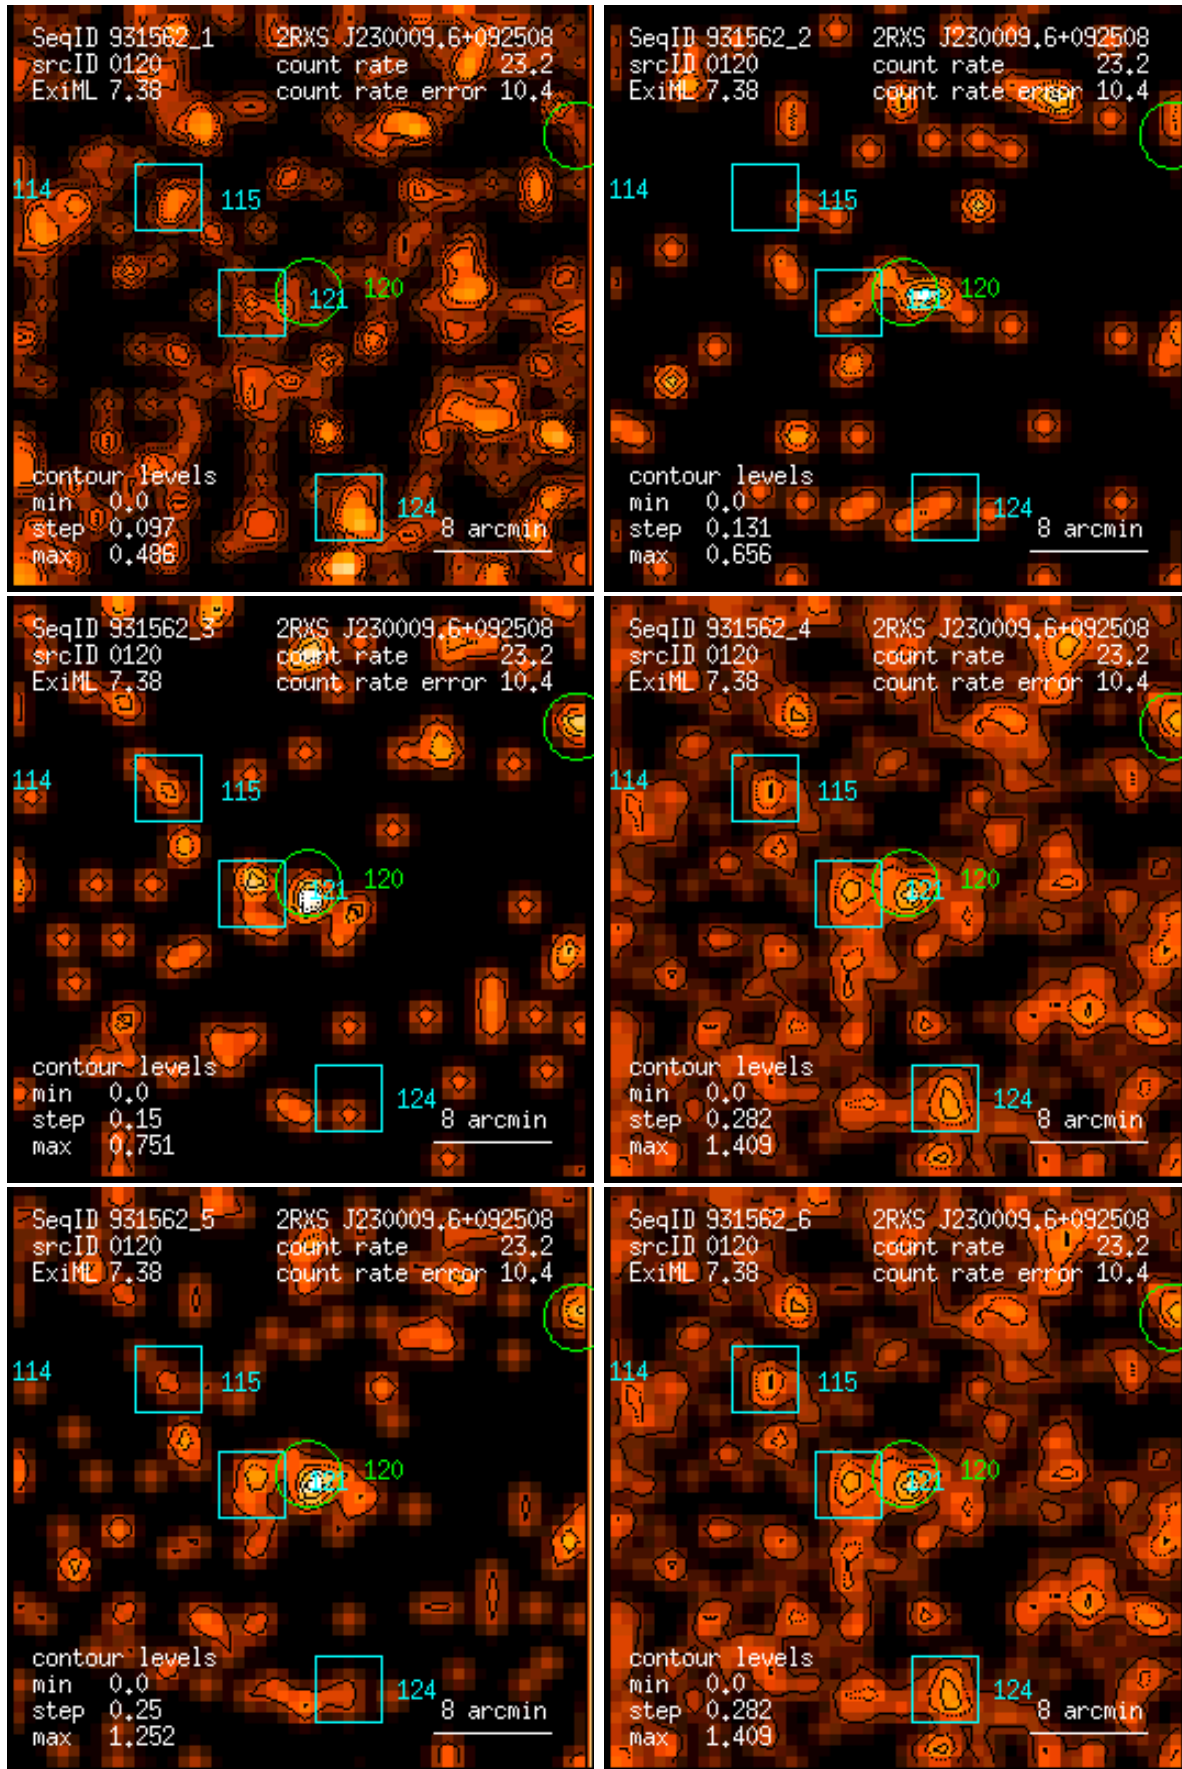 SeqID 931562_1 2RXS J230009.6+092508
srcID 0120 count rate 23.2
ExiML 7.38 count rate error 10.4
114
115
121 120
contour levels
min 0.0
step 0.097
max 0.486
124
8 arcmin
SeqID 931562_2 2RXS J230009.6+092508
srcID 0120 count rate 23.2
ExiML 7.38 count rate error 10.4
114
115
121 120
contour levels
min 0.0
step 0.131
max 0.656
124
8 arcmin
SeqID 931562_3 2RXS J230009.6+092508
srcID 0120 count rate 23.2
ExiML 7.38 count rate error 10.4
114
115
121 120
contour levels
min 0.0
step 0.15
max 0.751
124
8 arcmin
SeqID 931562_4 2RXS J230009.6+092508
srcID 0120 count rate 23.2
ExiML 7.38 count rate error 10.4
114
115
121 120
contour levels
min 0.0
step 0.282
max 1.409
124
8 arcmin
SeqID 931562_5 2RXS J230009.6+092508
srcID 0120 count rate 23.2
ExiML 7.38 count rate error 10.4
114
115
121 120
contour levels
min 0.0
step 0.25
max 1.252
124
8 arcmin
SeqID 931562_6 2RXS J230009.6+092508
srcID 0120 count rate 23.2
ExiML 7.38 count rate error 10.4
114
115
121 120
contour levels
min 0.0
step 0.282
max 1.409
124
8 arcmin